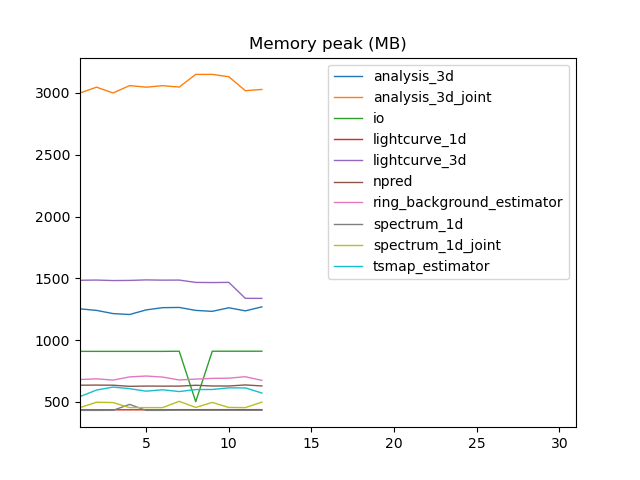 Memory peak (MB)
3000
2500
2000
1500
1000
500
analysis_3d
analysis_3d_joint
io
lightcurve_1d
lightcurve_3d
npred
ring_background_estimator
spectrum_1d
spectrum_1d_joint
tsmap_estimator
5 10 15 20 25 30